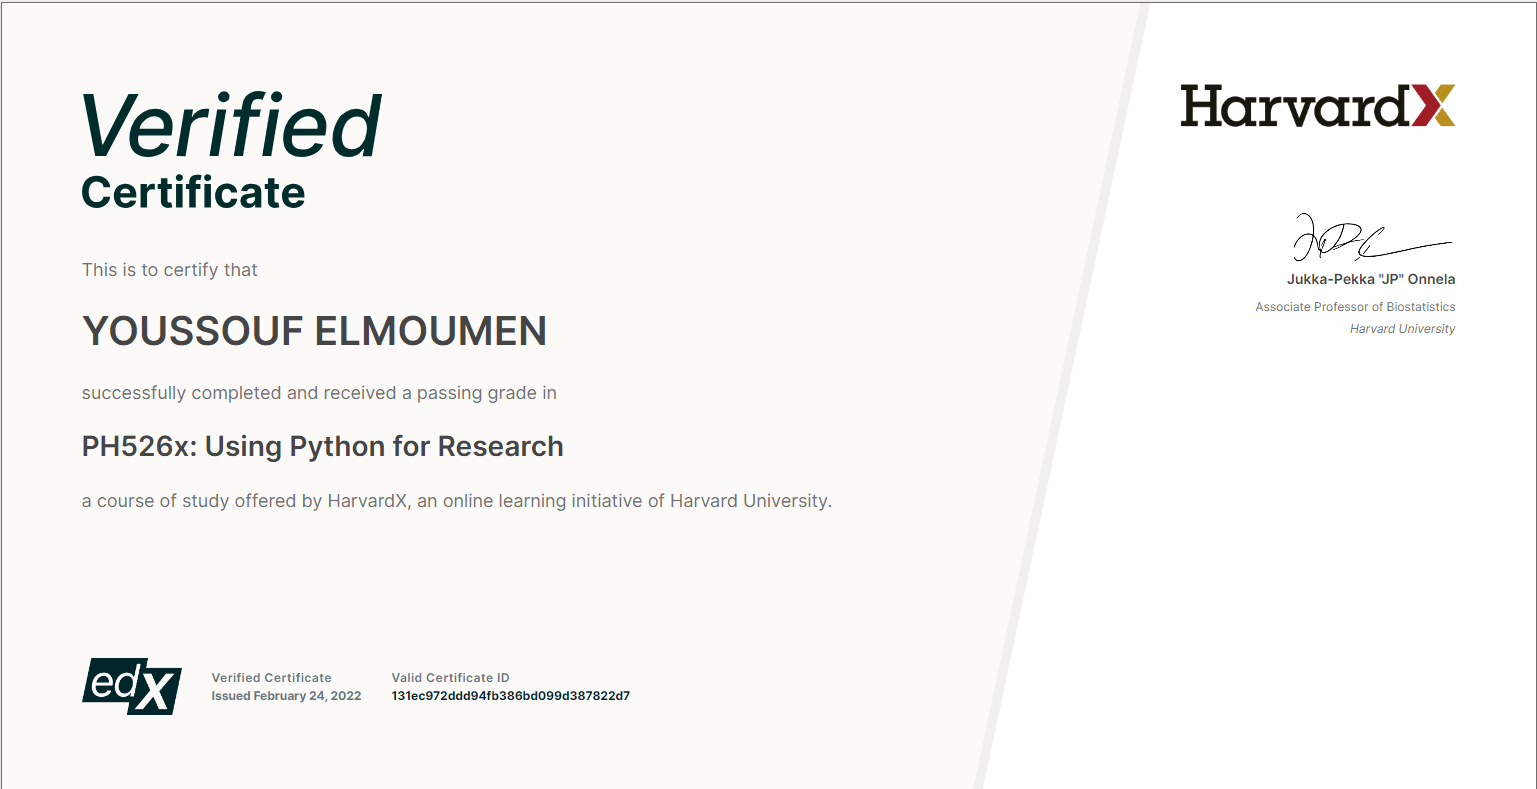 Verified
Certificate
This is to certify that
YOUSSOUF ELMOUMEN
successfully completed and received a passing grade in
PH526x: Using Python for Research
a course of study offered by HarvardX, an online learning initiative of Harvard University.
edX
Verified Certificate
Issued February 24, 2022
Valid Certificate ID
131ec972ddd94fb386bd099d387822d7
HarvardX
Jukka-Pekka "JP" Onnela
Associate Professor of Biostatistics
Harvard University